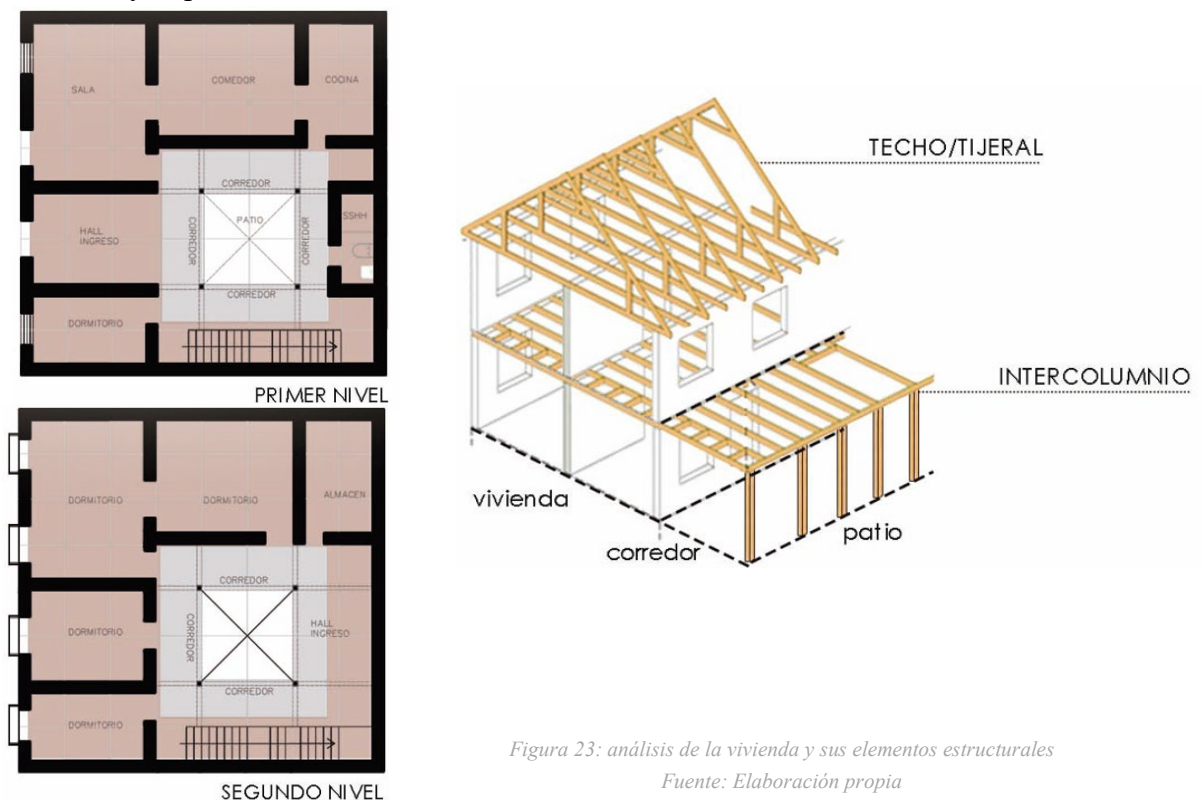 SALA
COMEDOR
COCINA
CORREDOR
PATIO
CORREDOR
CORREDOR
SSHH
HALL
INGRESO
CORREDOR
DORMITORIO
PRIMER NIVEL
DORMITORIO
DORMITORIO
ALMACEN
CORREDOR
CORREDOR
HALL
INGRESO
DORMITORIO
CORREDOR
DORMITORIO
SEGUNDO NIVEL
TECHO/TIJERAL
INTERCOLUMNIO
vivienda
corredor
patio
Figura 23: análisis de la vivienda y sus elementos estructurales
Fuente: Elaboración propia